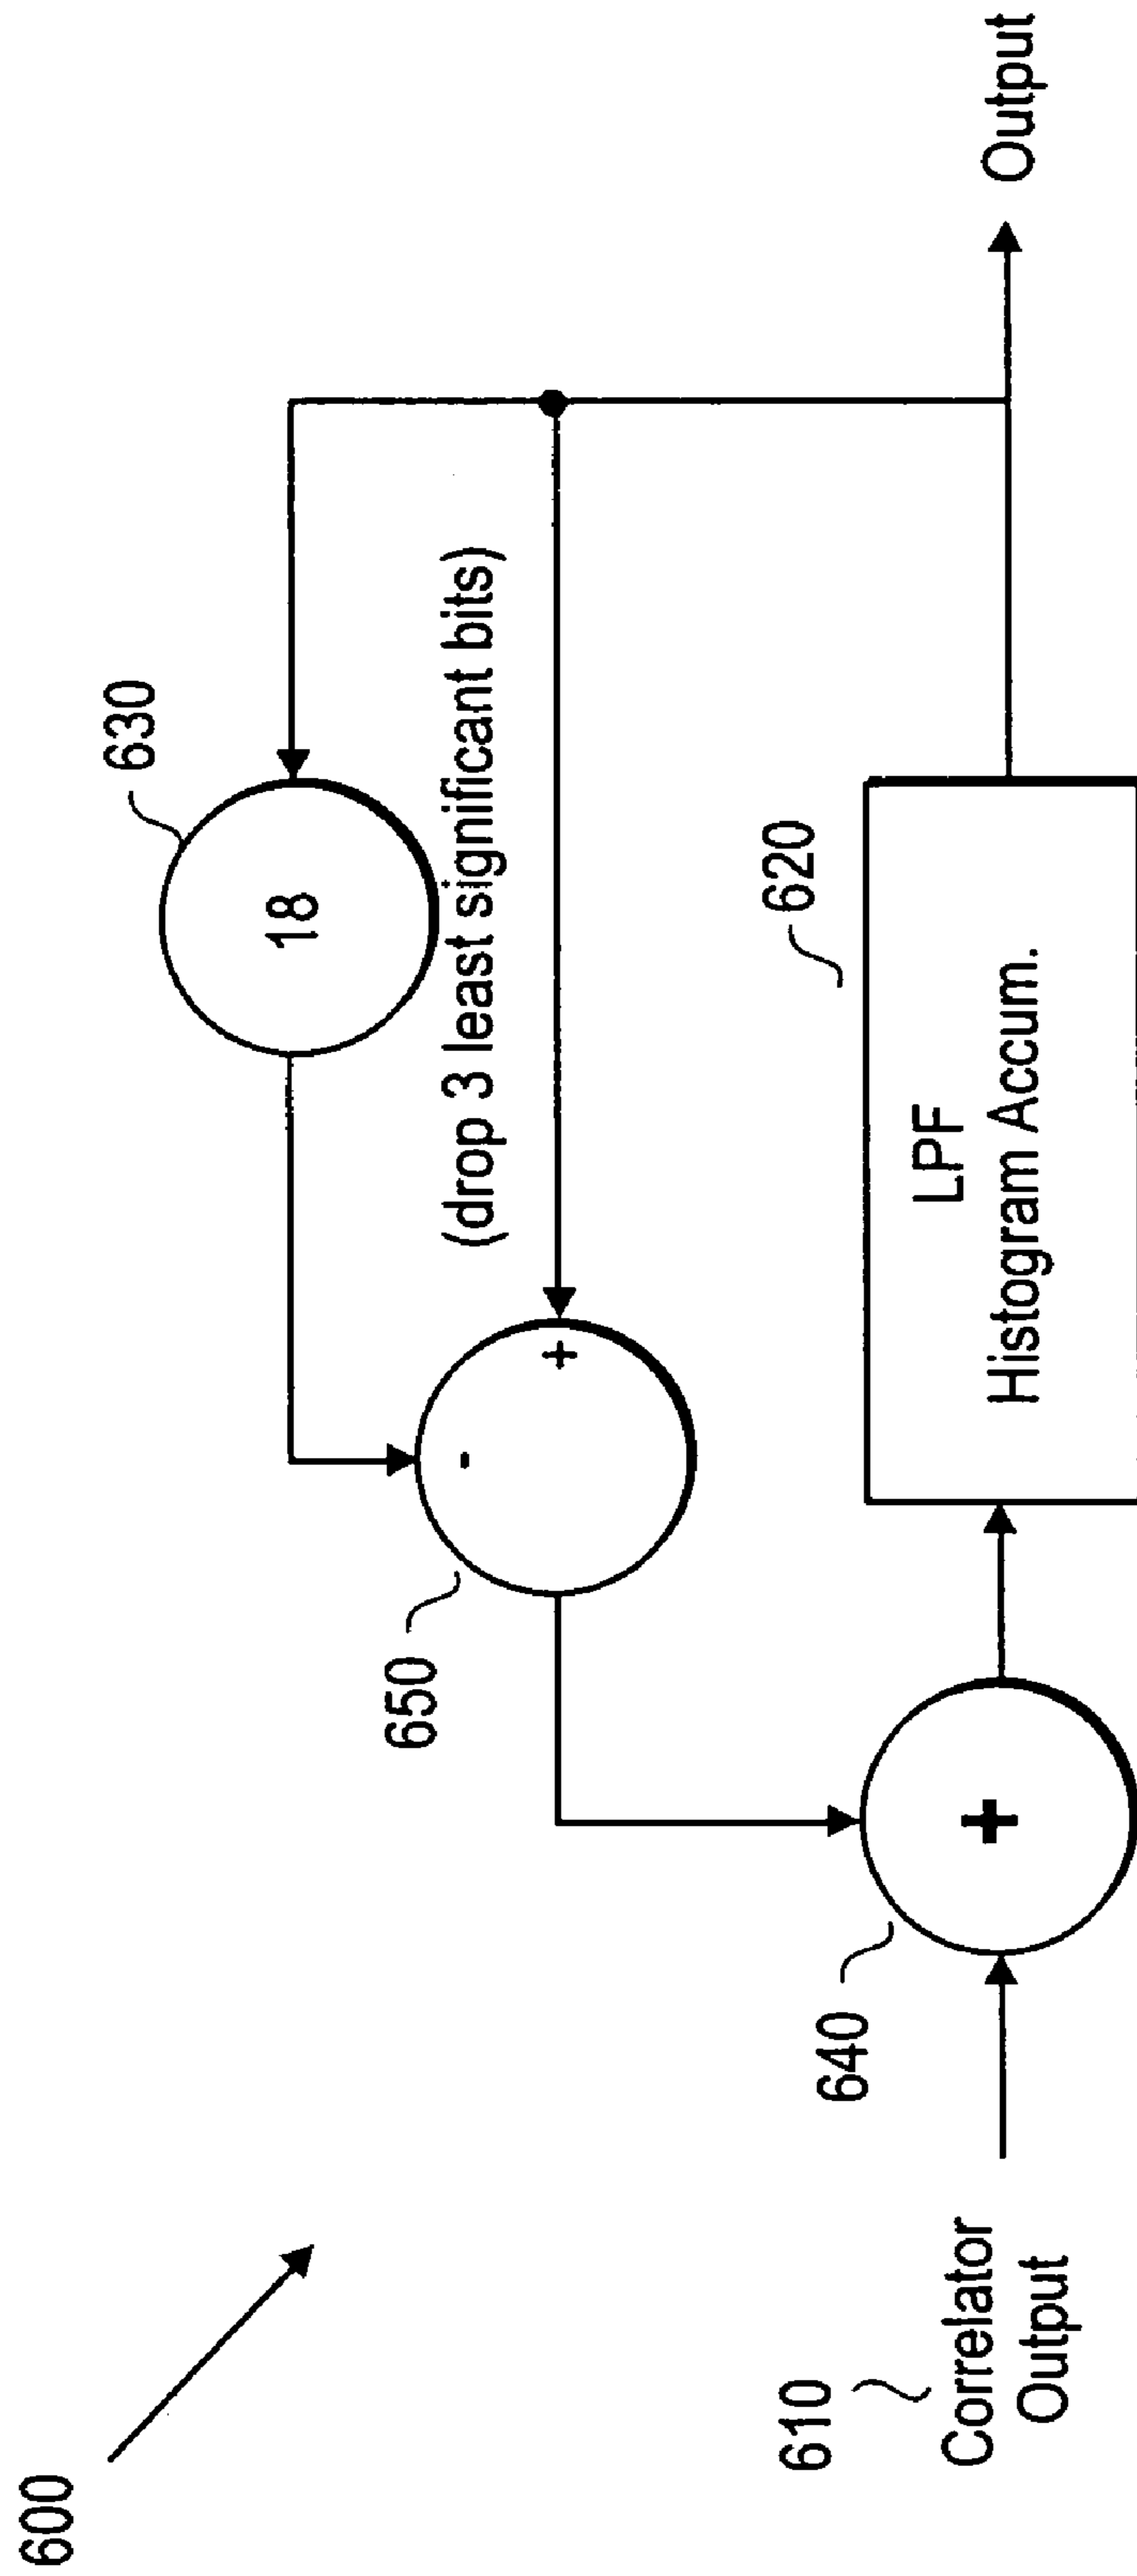 600
630
18
(drop 3 least significant bits)
650
-
+
620
LPF
Histogram Accum.
640
+
610
Correlator
Output
Output